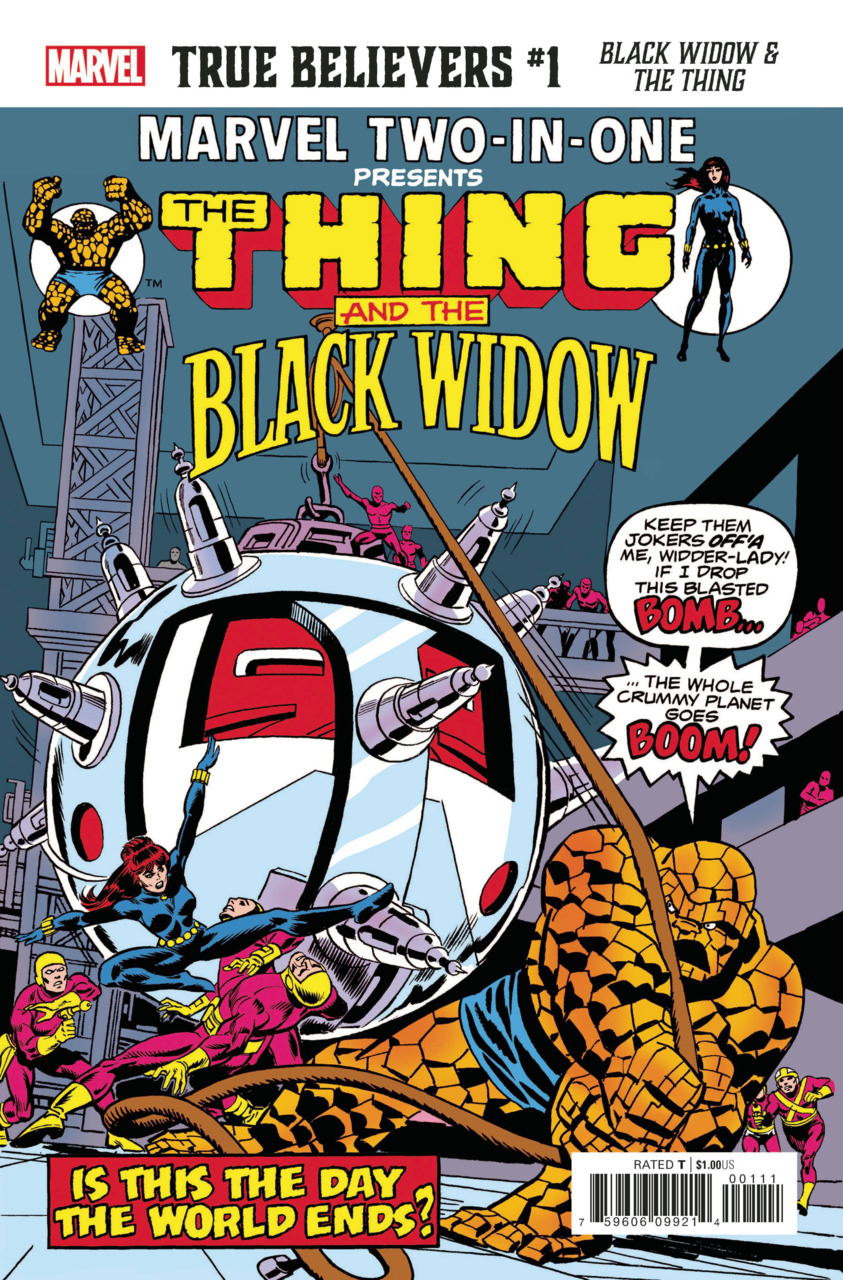 MARVEL
TRUE BELIEVERS #1
BLACK WIDOW &
THE THING
MARVEL TWO-IN-ONE
PRESENTS
THE THING
TM
AND THE
BLACK WIDOW
KEEP THEM
JOKERS OFF'A
ME, WIDDER-LADY!
IF I DROP
THIS BLASTED
BOMB...
... THE WHOLE
CRUMMY PLANET
GOES
BOOM!
IS THIS THE DAY
THE WORLD ENDS?
RATED T | $1.00US
00111
7 59606 09921 4